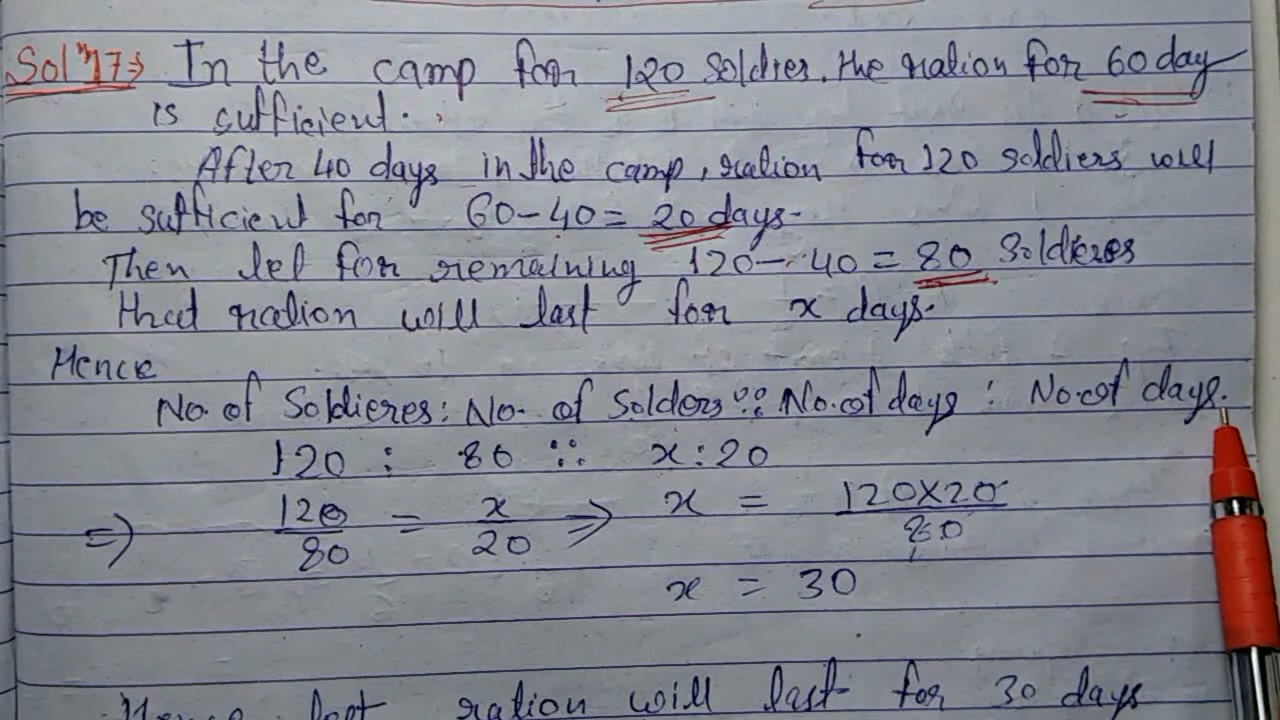 Solⁿ17⇒ In the camp for 120 soldier, the ration for 60 day
is sufficient.
After 40 days in the camp, ration for 120 soldiers will
be sufficient for 60-40= 20 days.
Then let for remaining 120-40=80 Soldieres
that ration will last for x days.
Hence
No. of Soldieres: No. of Solders :: No. of days : No. of days.
120 : 80 :: x:20
⇒ 120/80 = x/20 ⇒ x = 120×20/80
x = 30
Hence ration will last for 30 days